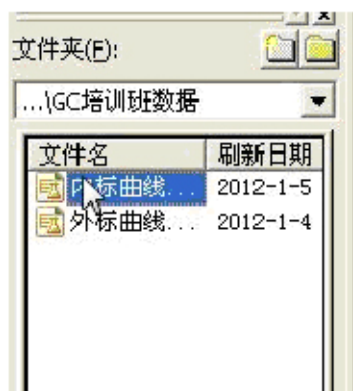 文件夹(F):
...\GC培训班数据
文件名 刷新日期
内标曲线... 2012-1-5
外标曲线... 2012-1-4